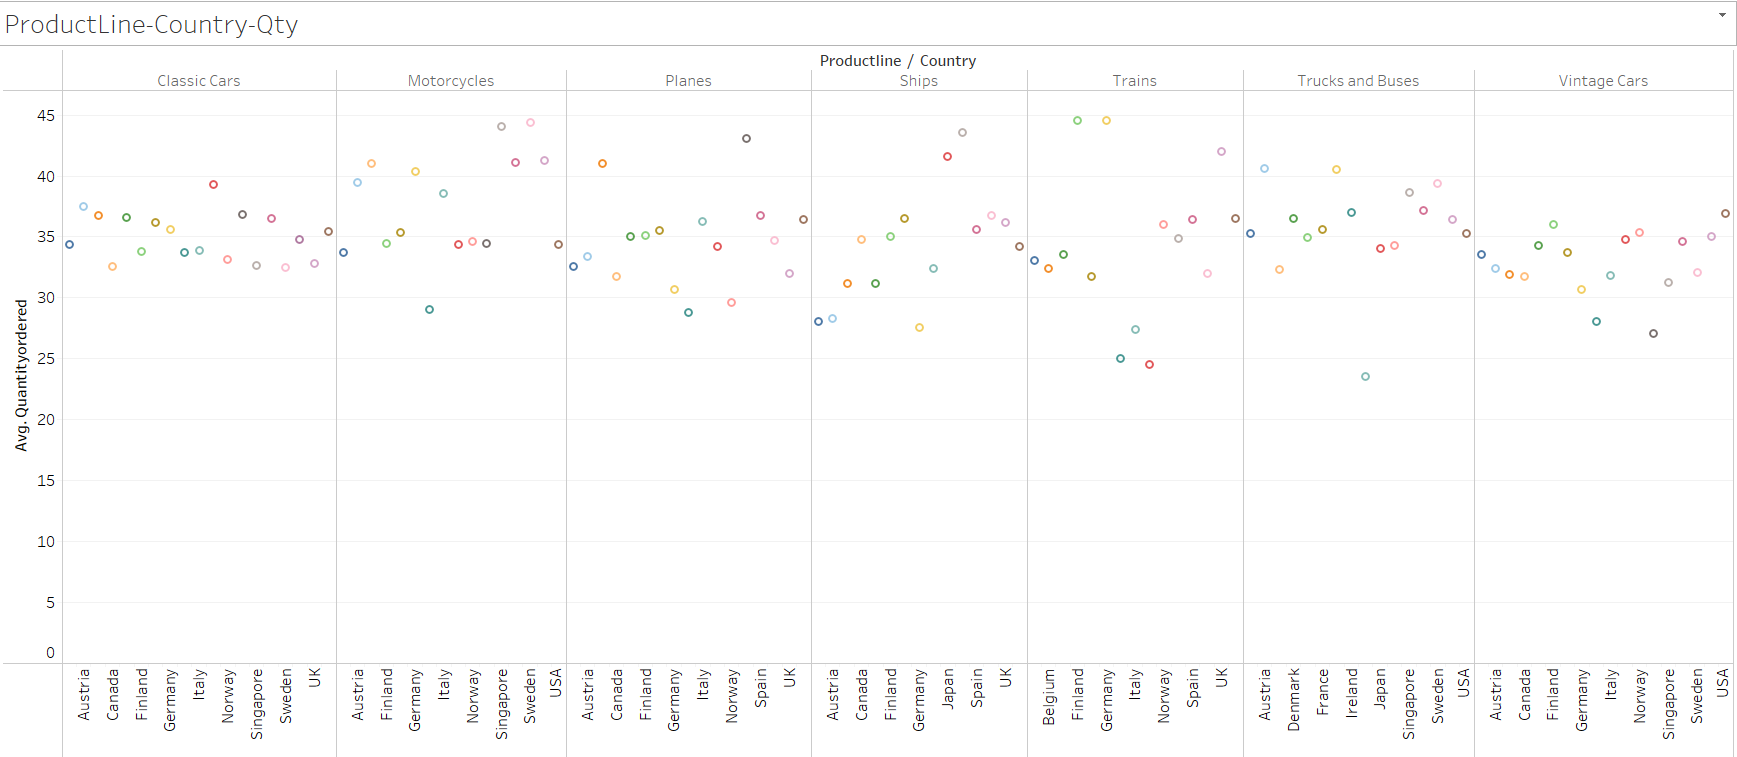 ProductLine-Country-Qty
Productline / Country
Classic Cars Motorcycles Planes Ships Trains Trucks and Buses Vintage Cars
Avg. Quantityordered
45
40
35
30
25
20
15
10
5
0
Austria Canada Finland Germany Italy Norway Singapore Sweden UK Austria Finland Germany Italy Norway Singapore Sweden USA Austria Canada Finland Germany Italy Norway Spain UK Austria Canada Finland Germany Japan Spain UK Belgium Finland Germany Italy Norway Spain UK Austria Denmark France Ireland Japan Singapore Sweden USA Austria Canada Finland Germany Italy Norway Singapore Sweden USA